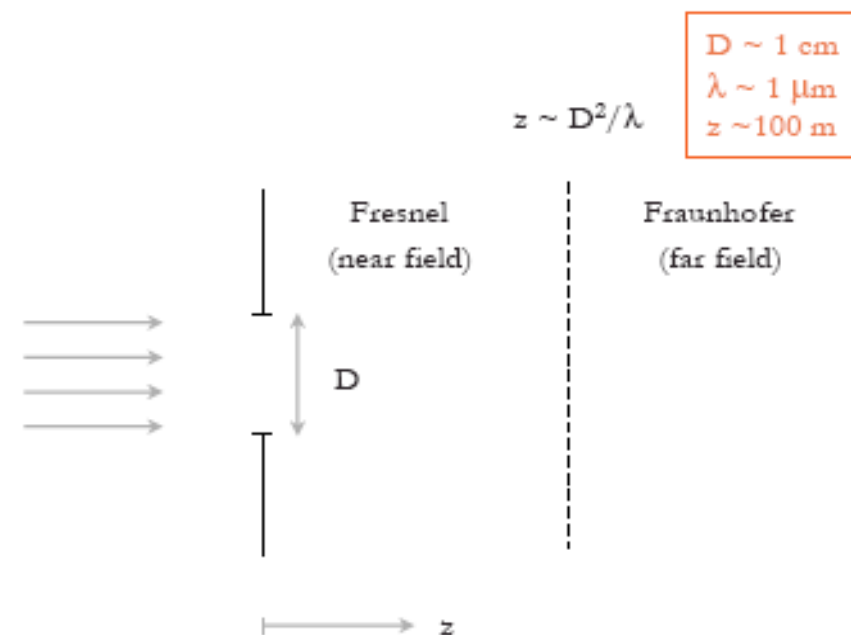 D ~ 1 cm
λ ~ 1 µm
z ~100 m
z ~ D²/λ
Fresnel
(near field)
Fraunhofer
(far field)
D
z